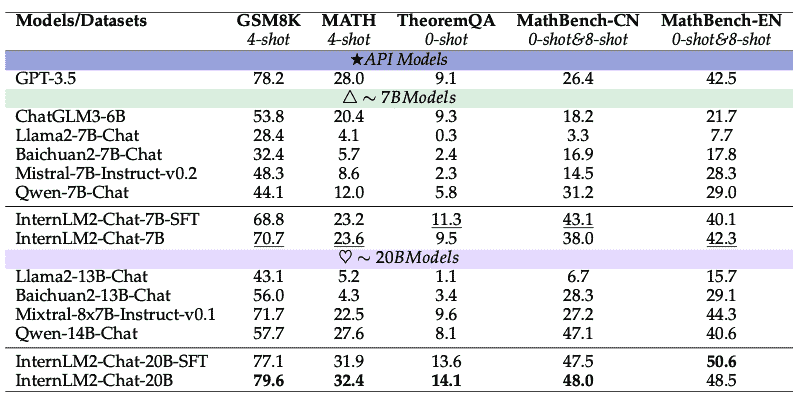 Models/Datasets GSM8K MATH TheoremQA MathBench-CN MathBench-EN
4-shot 4-shot 0-shot 0-shot&8-shot 0-shot&8-shot
★API Models
GPT-3.5 78.2 28.0 9.1 26.4 42.5
△ ~ 7BModels
ChatGLM3-6B 53.8 20.4 9.3 18.2 21.7
Llama2-7B-Chat 28.4 4.1 0.3 3.3 7.7
Baichuan2-7B-Chat 32.4 5.7 2.4 16.9 17.8
Mistral-7B-Instruct-v0.2 48.3 8.6 2.3 14.5 28.3
Qwen-7B-Chat 44.1 12.0 5.8 31.2 29.0
InternLM2-Chat-7B-SFT 68.8 23.2 11.3 43.1 40.1
InternLM2-Chat-7B 70.7 23.6 9.5 38.0 42.3
♡ ~ 20BModels
Llama2-13B-Chat 43.1 5.2 1.1 6.7 15.7
Baichuan2-13B-Chat 56.0 4.3 3.4 28.3 29.1
Mixtral-8x7B-Instruct-v0.1 71.7 22.5 9.6 27.2 44.3
Qwen-14B-Chat 57.7 27.6 8.1 47.1 40.6
InternLM2-Chat-20B-SFT 77.1 31.9 13.6 47.5 50.6
InternLM2-Chat-20B 79.6 32.4 14.1 48.0 48.5